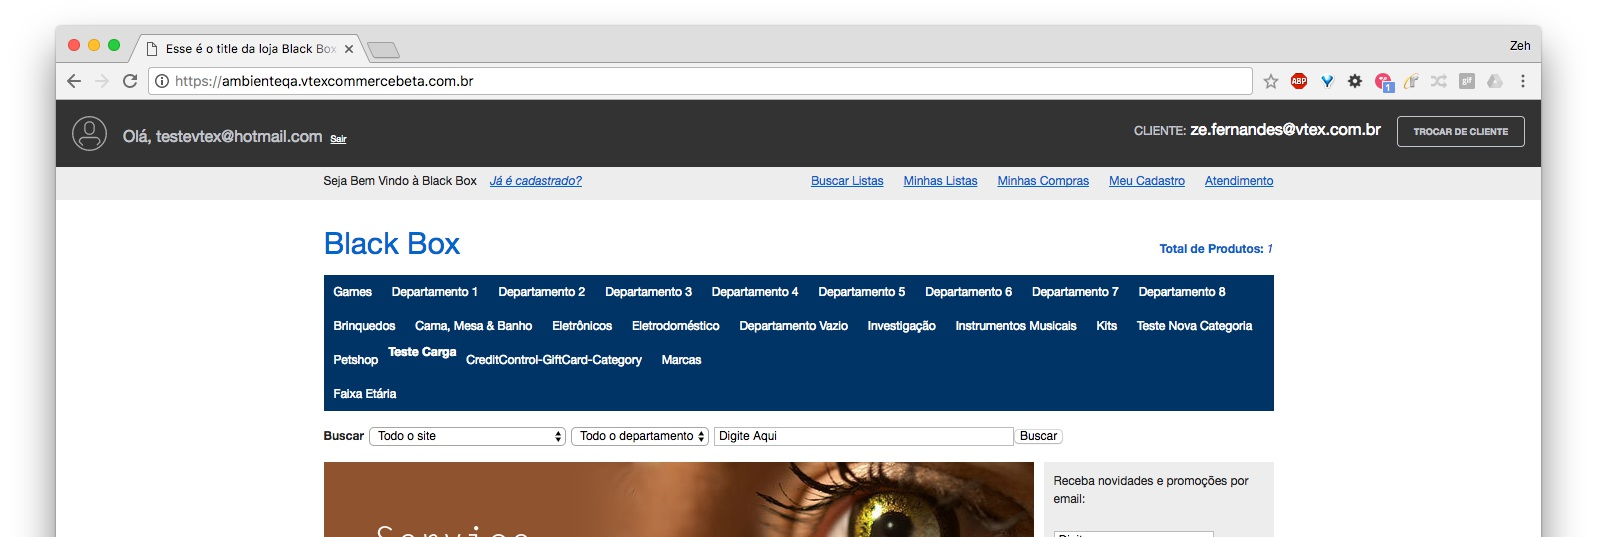 Esse é o title da loja Black Box
Zeh
https://ambienteqa.vtexcommercebeta.com.br
ABP
1
gif
Olá, testevtex@hotmail.com Sair
CLIENTE: ze.fernandes@vtex.com.br TROCAR DE CLIENTE
Seja Bem Vindo à Black Box Já é cadastrado?
Buscar Listas Minhas Listas Minhas Compras Meu Cadastro Atendimento
Black Box
Total de Produtos: 1
Games Departamento 1 Departamento 2 Departamento 3 Departamento 4 Departamento 5 Departamento 6 Departamento 7 Departamento 8
Brinquedos Cama, Mesa & Banho Eletrônicos Eletrodoméstico Departamento Vazio Investigação Instrumentos Musicais Kits Teste Nova Categoria
Petshop Teste Carga CreditControl-GiftCard-Category Marcas
Faixa Etária
Buscar Todo o site Todo o departamento Digite Aqui Buscar
Receba novidades e promoções por
email: